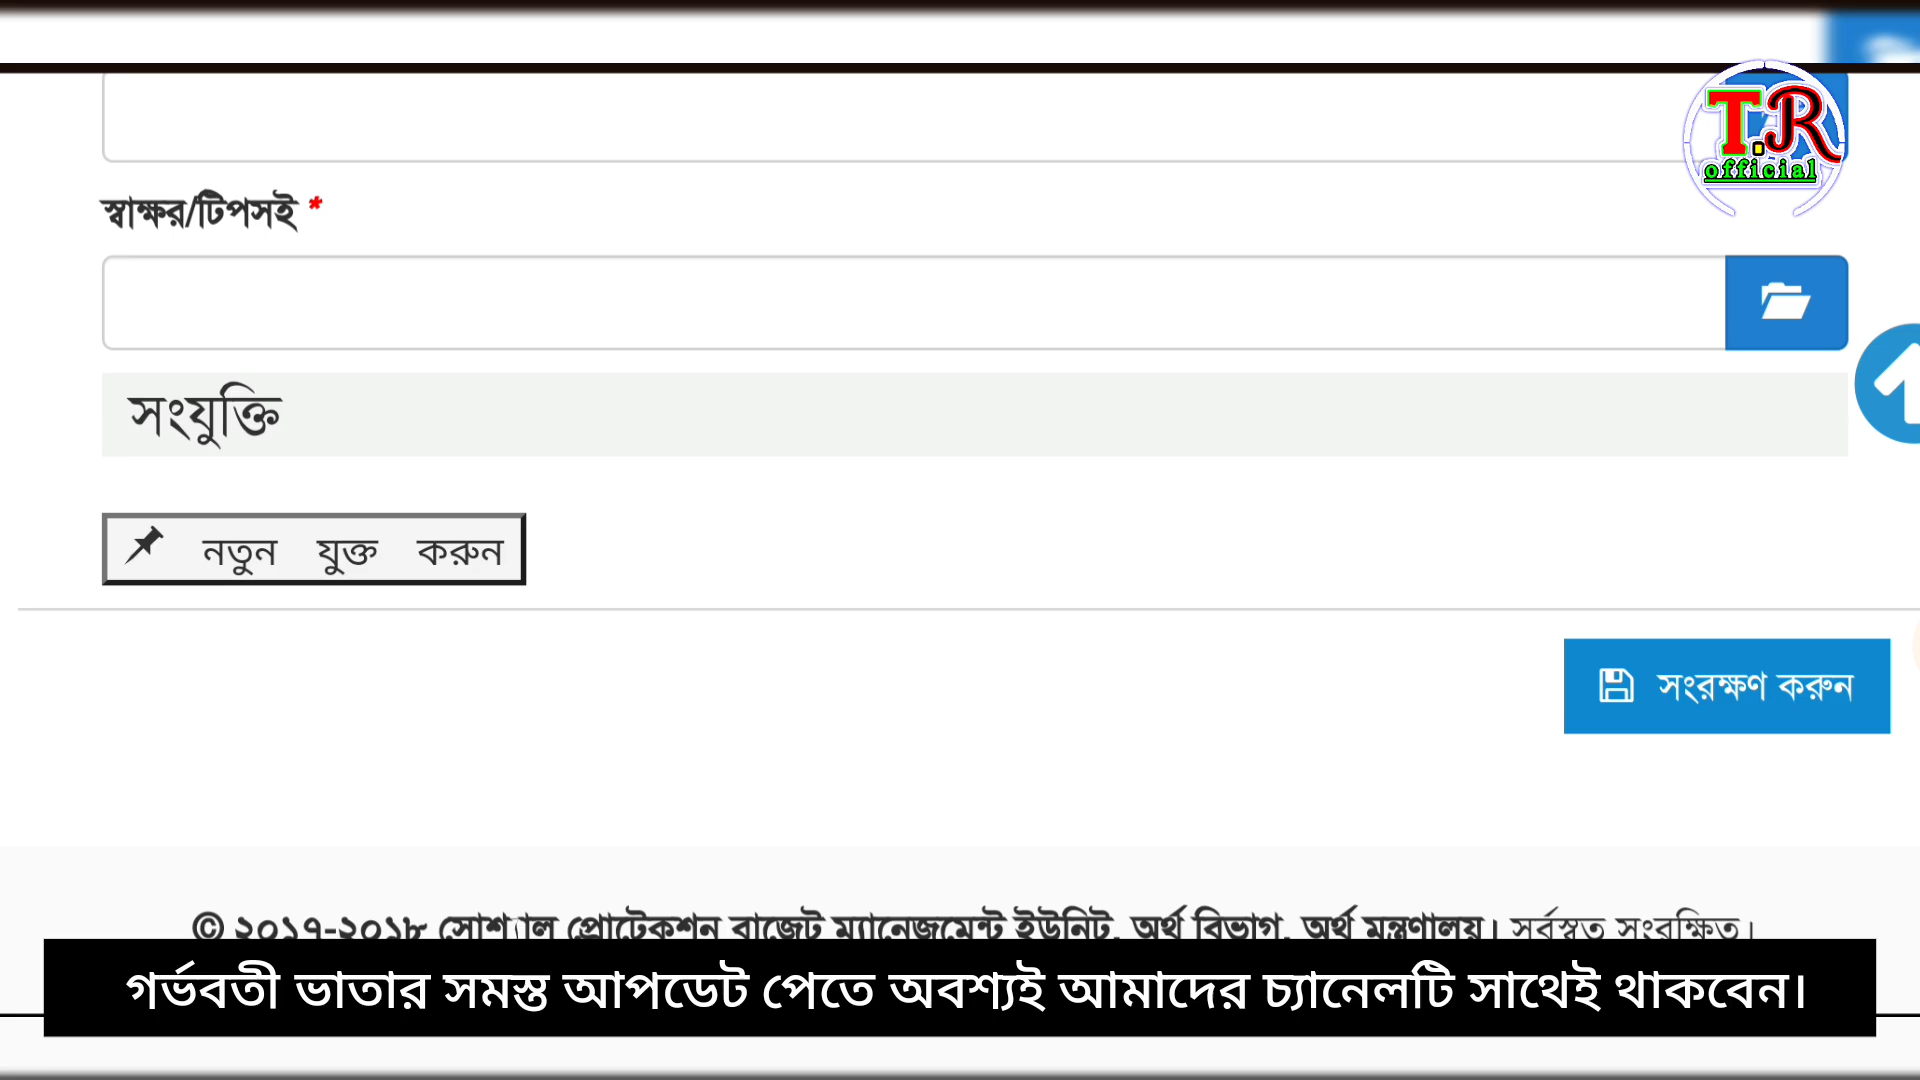 T.R
official
স্বাক্ষর/টিপসই *
সংযুক্তি
নতুন যুক্ত করুন
সংরক্ষণ করুন
© ২০১৭-২০১৮ সোশ্যাল প্রোটেকশন বাজেট ম্যানেজমেন্ট ইউনিট, অর্থ বিভাগ, অর্থ মন্ত্রণালয়। সর্বস্বত্ব সংরক্ষিত।
গর্ভবতী ভাতার সমস্ত আপডেট পেতে অবশ্যই আমাদের চ্যানেলটি সাথেই থাকবেন।